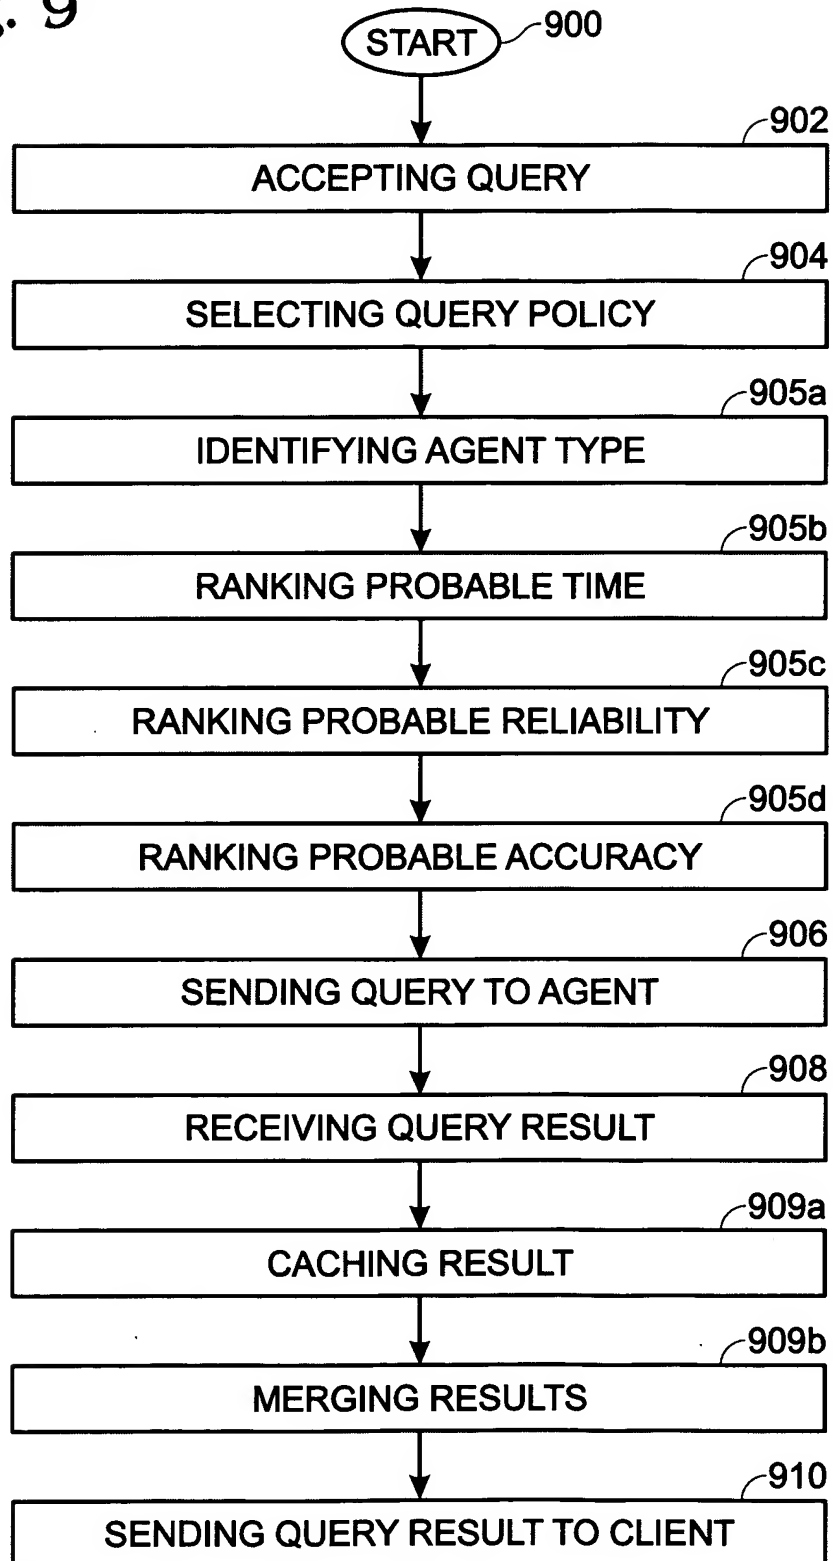 . 9
START
900
902
ACCEPTING QUERY
904
SELECTING QUERY POLICY
905a
IDENTIFYING AGENT TYPE
905b
RANKING PROBABLE TIME
905c
RANKING PROBABLE RELIABILITY
905d
RANKING PROBABLE ACCURACY
906
SENDING QUERY TO AGENT
908
RECEIVING QUERY RESULT
909a
CACHING RESULT
909b
MERGING RESULTS
910
SENDING QUERY RESULT TO CLIENT